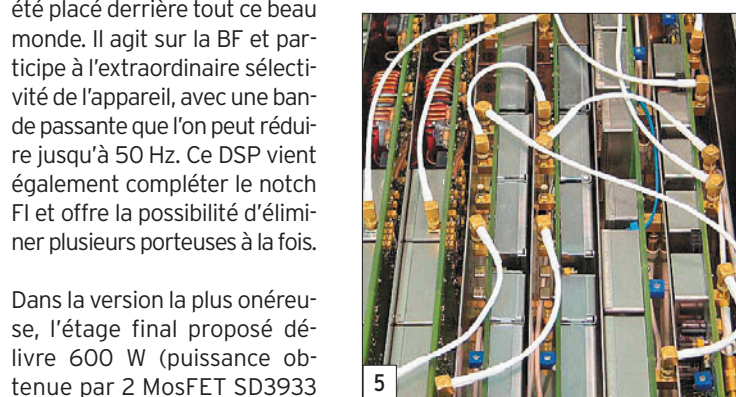 été placé derrière tout ce beau
monde. Il agit sur la BF et par-
ticipe à l'extraordinaire sélecti-
vité de l'appareil, avec une ban-
de passante que l'on peut rédui-
re jusqu'à 50 Hz. Ce DSP vient
également compléter le notch
FI et offre la possibilité d'élimi-
ner plusieurs porteuses à la fois.
Dans la version la plus onéreu-
se, l'étage final proposé dé-
livre 600 W (puissance ob-
tenue par 2 MosFET SD3933
5